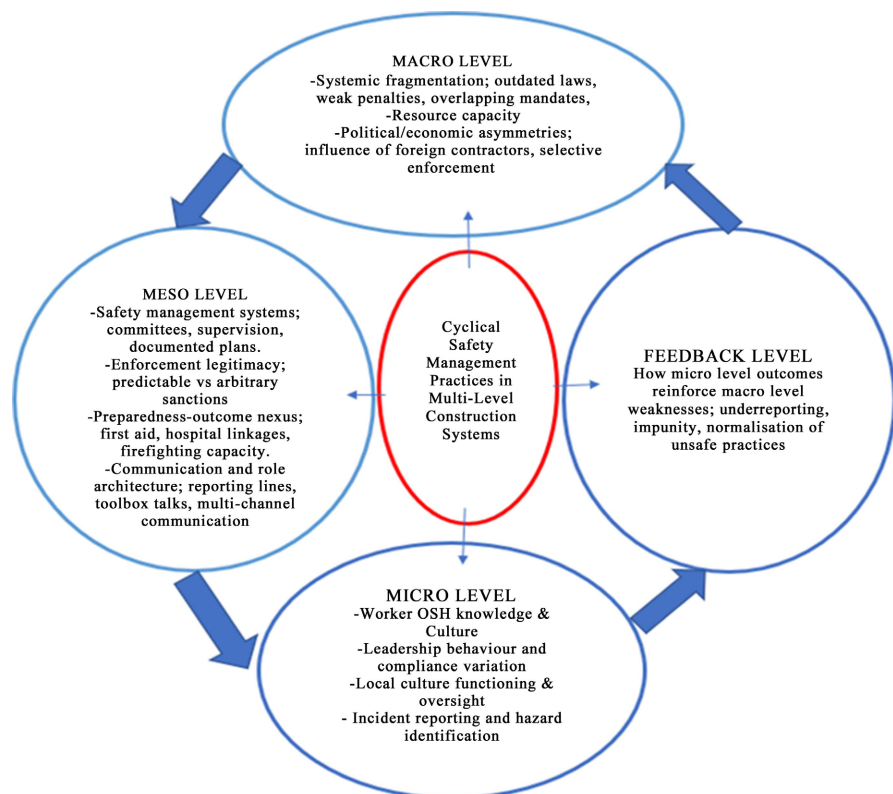 MACRO LEVEL
-Systemic fragmentation; outdated laws,
weak penalties, overlapping mandates,
-Resource capacity
-Political/economic asymmetries;
influence of foreign contractors, selective
enforcement
MESO LEVEL
-Safety management systems;
committees, supervision,
documented plans.
-Enforcement legitimacy;
predictable vs arbitrary
sanctions
-Preparedness-outcome nexus;
first aid, hospital linkages,
firefighting capacity.
-Communication and role
architecture; reporting lines,
toolbox talks, multi-channel
communication
Cyclical
Safety
Management
Practices in
Multi-Level
Construction
Systems
FEEDBACK LEVEL
How micro level outcomes
reinforce macro level
weaknesses; underreporting,
impunity, normalisation of
unsafe practices
MICRO LEVEL
-Worker OSH knowledge &
Culture
-Leadership behaviour and
compliance variation
-Local culture functioning &
oversight
- Incident reporting and hazard
identification